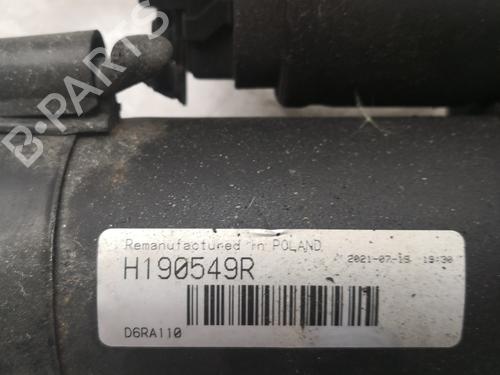 B-PARTS
Remanufactured in POLAND
H190549R
2021-07-15 19:30
D6RA110